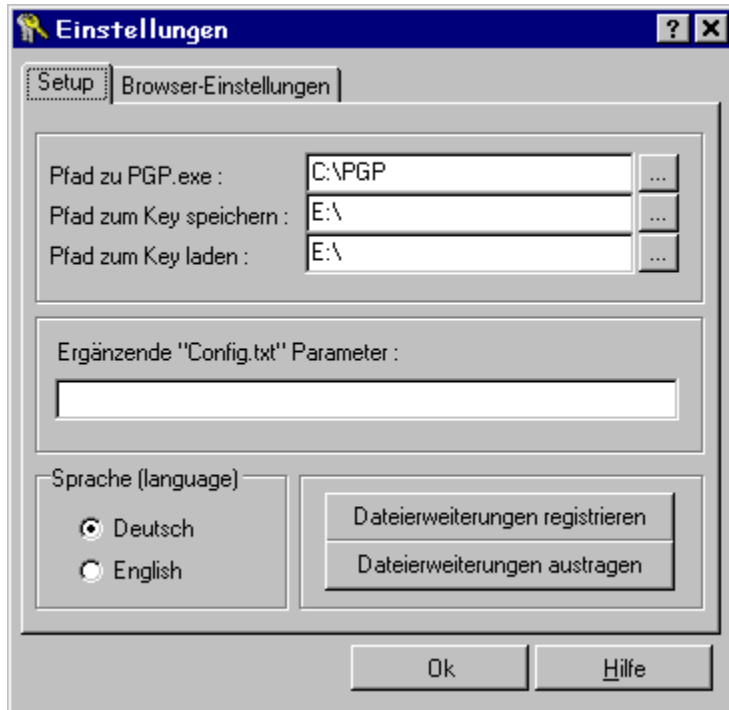 Einstellungen
Setup
Browser-Einstellungen
Pfad zu PGP.exe :
C:\PGP
...
Pfad zum Key speichern :
E:\
...
Pfad zum Key laden :
E:\
...
Ergänzende "Config.txt" Parameter :
Sprache (language)
Deutsch
English
Dateierweiterungen registrieren
Dateierweiterungen austragen
Ok
Hilfe